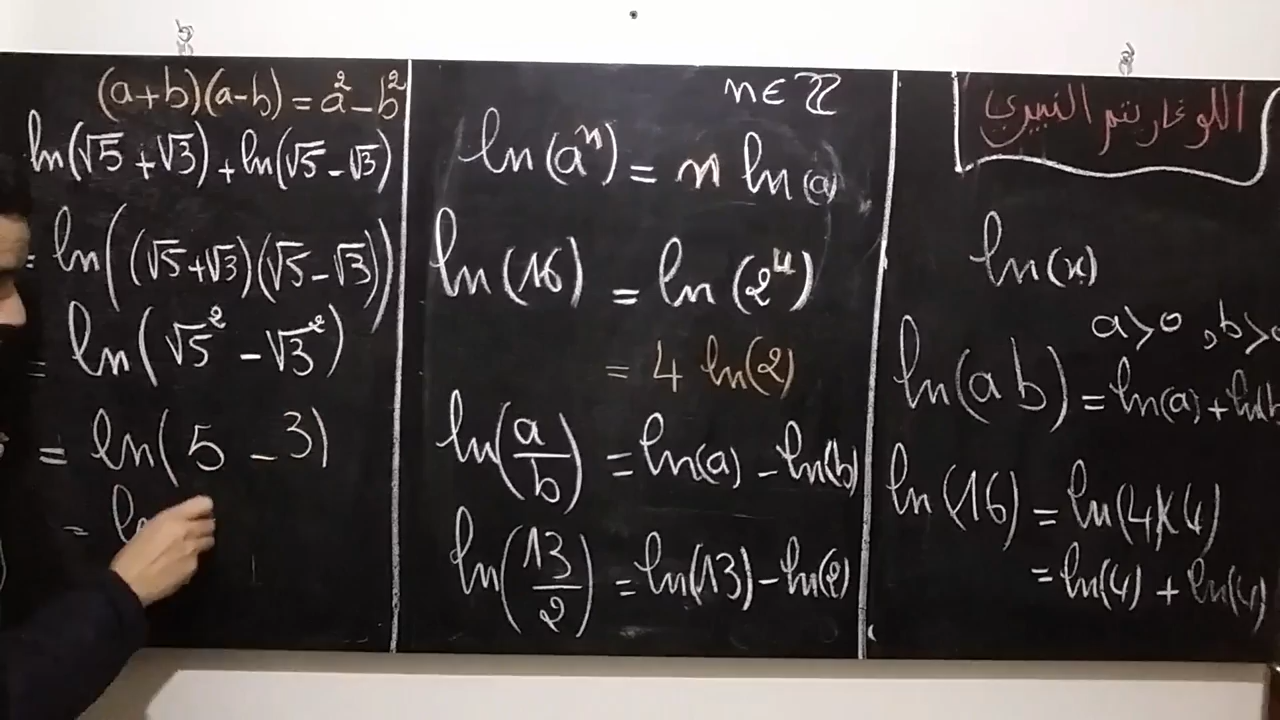 اللوغاريتم النيبيري
ln(x)
a>0 , b>0
ln(ab) = ln(a) + ln(b
ln(16) = ln(4×4)
= ln(4) + ln(4)
n ∈ ℤ
ln(aⁿ) = n ln(a)
ln(16) = ln(2⁴)
= 4 ln(2)
ln(a/b) = ln(a) - ln(b)
ln(13/2) = ln(13) - ln(2)
(a+b)(a-b) = a² - b²
ln(√5 + √3) + ln(√5 - √3)
= ln((√5+√3)(√5-√3))
= ln(√5² - √3²)
= ln(5 - 3)
= ln